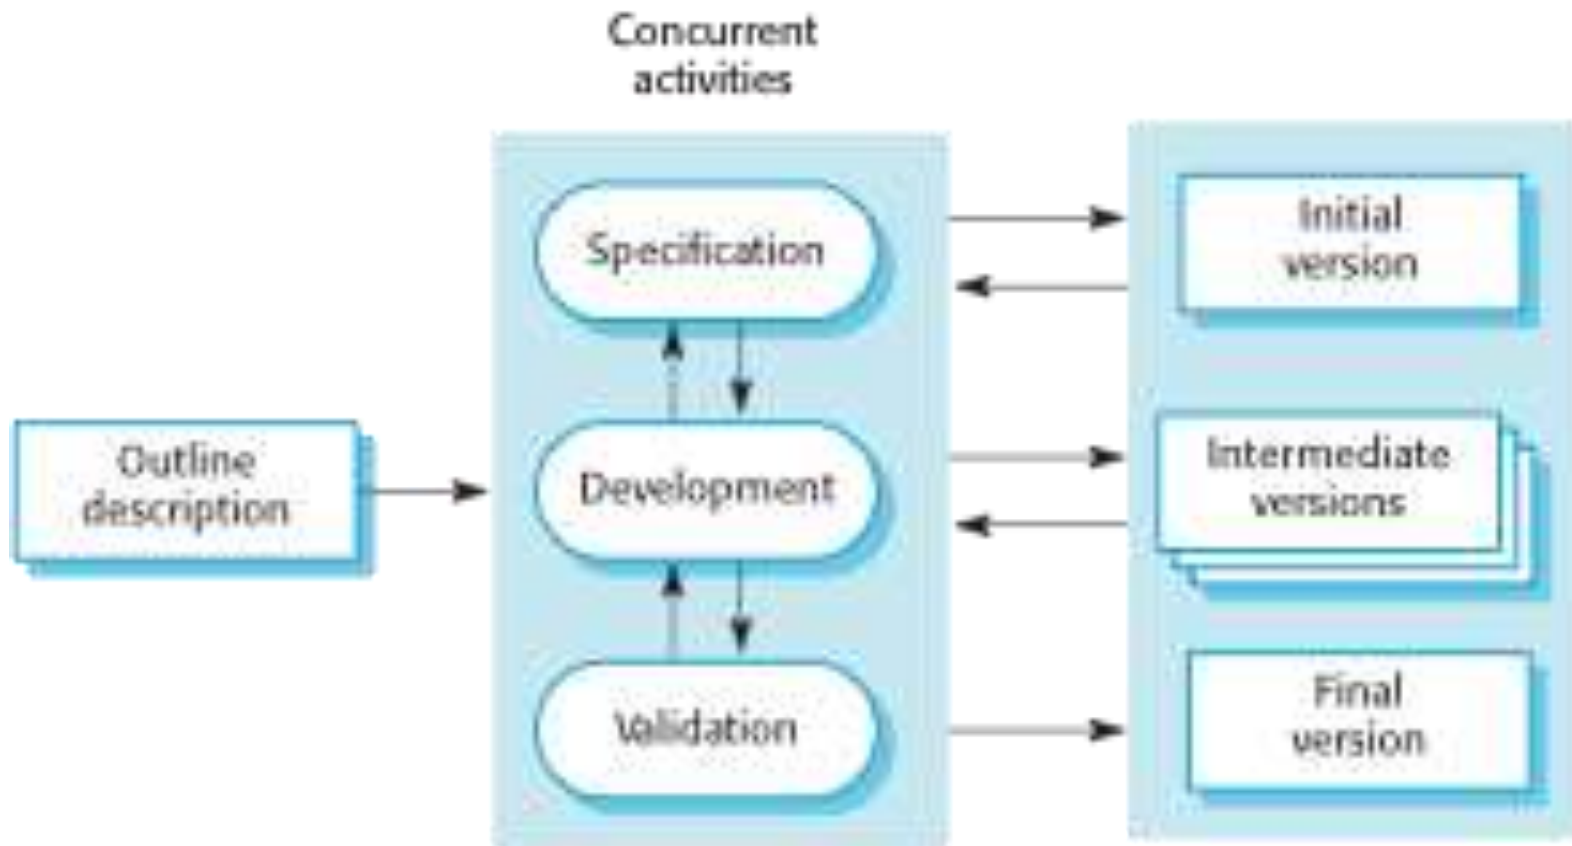 Concurrent
activities
Specification
Initial
version
Outline
description
Development
Intermediate
versions
Validation
Final
version